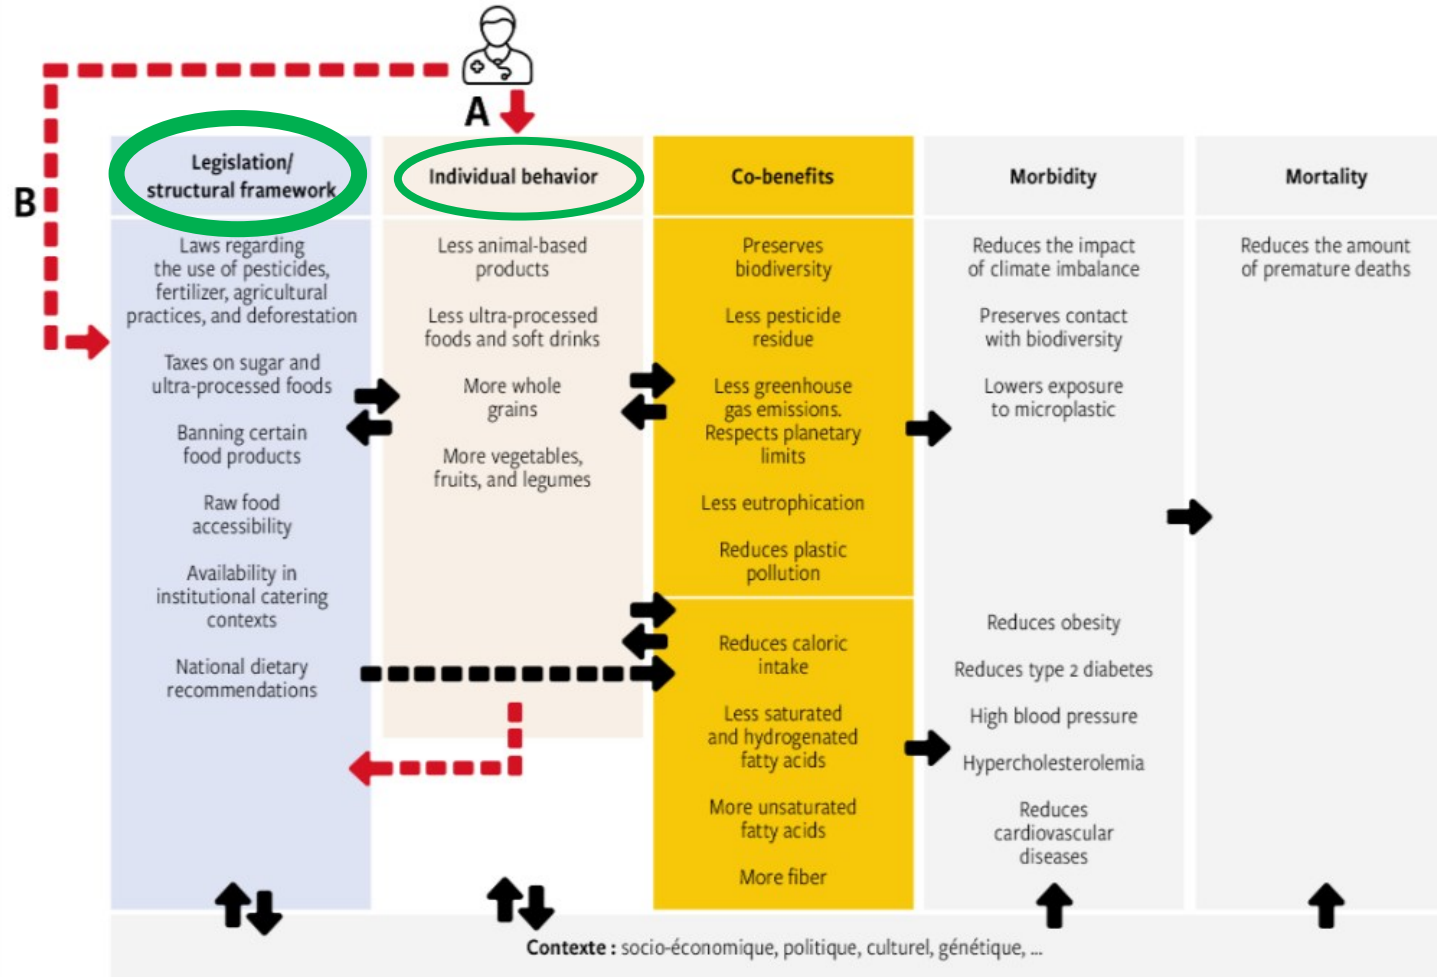 A
B
Legislation/
structural framework
Laws regarding
the use of pesticides,
fertilizer, agricultural
practices, and deforestation
Taxes on sugar and
ultra-processed foods
Banning certain
food products
Raw food
accessibility
Availability in
institutional catering
contexts
National dietary
recommendations
Individual behavior
Less animal-based
products
Less ultra-processed
foods and soft drinks
More whole
grains
More vegetables,
fruits, and legumes
Co-benefits
Preserves
biodiversity
Less pesticide
residue
Less greenhouse
gas emissions.
Respects planetary
limits
Less eutrophication
Reduces plastic
pollution
Reduces caloric
intake
Less saturated
and hydrogenated
fatty acids
More unsaturated
fatty acids
More fiber
Morbidity
Reduces the impact
of climate imbalance
Preserves contact
with biodiversity
Lowers exposure
to microplastic
Reduces obesity
Reduces type 2 diabetes
High blood pressure
Hypercholesterolemia
Reduces
cardiovascular
diseases
Mortality
Reduces the amount
of premature deaths
Contexte : socio-économique, politique, culturel, génétique, ...